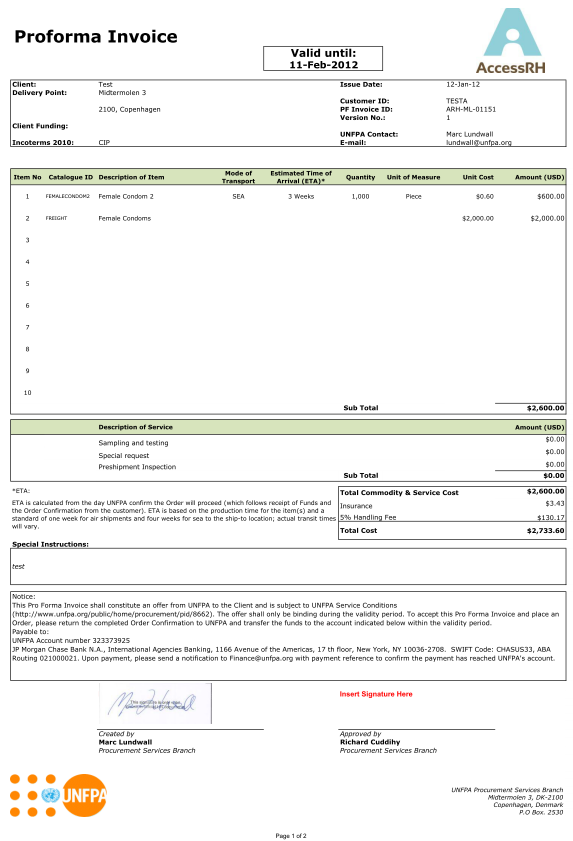 Proforma Invoice
Valid until:
11-Feb-2012
AccessRH
Client: Test Issue Date: 12-Jan-12
Delivery Point: Midtermolen 3
Customer ID: TESTA
2100, Copenhagen PF Invoice ID: ARH-ML-01151
Version No.: 1
Client Funding:
UNFPA Contact: Marc Lundwall
Incoterms 2010: CIP E-mail: lundwall@unfpa.org
Item No Catalogue ID Description of Item Mode of Transport Estimated Time of Arrival (ETA)* Quantity Unit of Measure Unit Cost Amount (USD)
1 FEMALECONDOM2 Female Condom 2 SEA 3 Weeks 1,000 Piece $0.60 $600.00
2 FREIGHT Female Condoms $2,000.00 $2,000.00
3
4
5
6
7
8
9
10
Sub Total $2,600.00
Description of Service Amount (USD)
Sampling and testing $0.00
Special request $0.00
Preshipment Inspection $0.00
Sub Total $0.00
*ETA:
ETA is calculated from the day UNFPA confirm the Order will proceed (which follows receipt of Funds and
the Order Confirmation from the customer). ETA is based on the production time for the item(s) and a
standard of one week for air shipments and four weeks for sea to the ship-to location; actual transit times
will vary.
Total Commodity & Service Cost $2,600.00
Insurance $3.43
5% Handling Fee $130.17
Total Cost $2,733.60
Special Instructions:
test
Notice:
This Pro Forma Invoice shall constitute an offer from UNFPA to the Client and is subject to UNFPA Service Conditions
(http://www.unfpa.org/public/home/procurement/pid/8662). The offer shall only be binding during the validity period. To accept this Pro Forma Invoice and place an
Order, please return the completed Order Confirmation to UNFPA and transfer the funds to the account indicated below within the validity period.
Payable to:
UNFPA Account number 323373925
JP Morgan Chase Bank N.A., International Agencies Banking, 1166 Avenue of the Americas, 17 th floor, New York, NY 10036-2708. SWIFT Code: CHASUS33, ABA
Routing 021000021. Upon payment, please send a notification to Finance@unfpa.org with payment reference to confirm the payment has reached UNFPA's account.
Insert Signature Here
Created by
Marc Lundwall
Procurement Services Branch
Approved by
Richard Cuddihy
Procurement Services Branch
UNFPA
UNFPA Procurement Services Branch
Midtermolen 3, DK-2100
Copenhagen, Denmark
P.O Box. 2530
Page 1 of 2